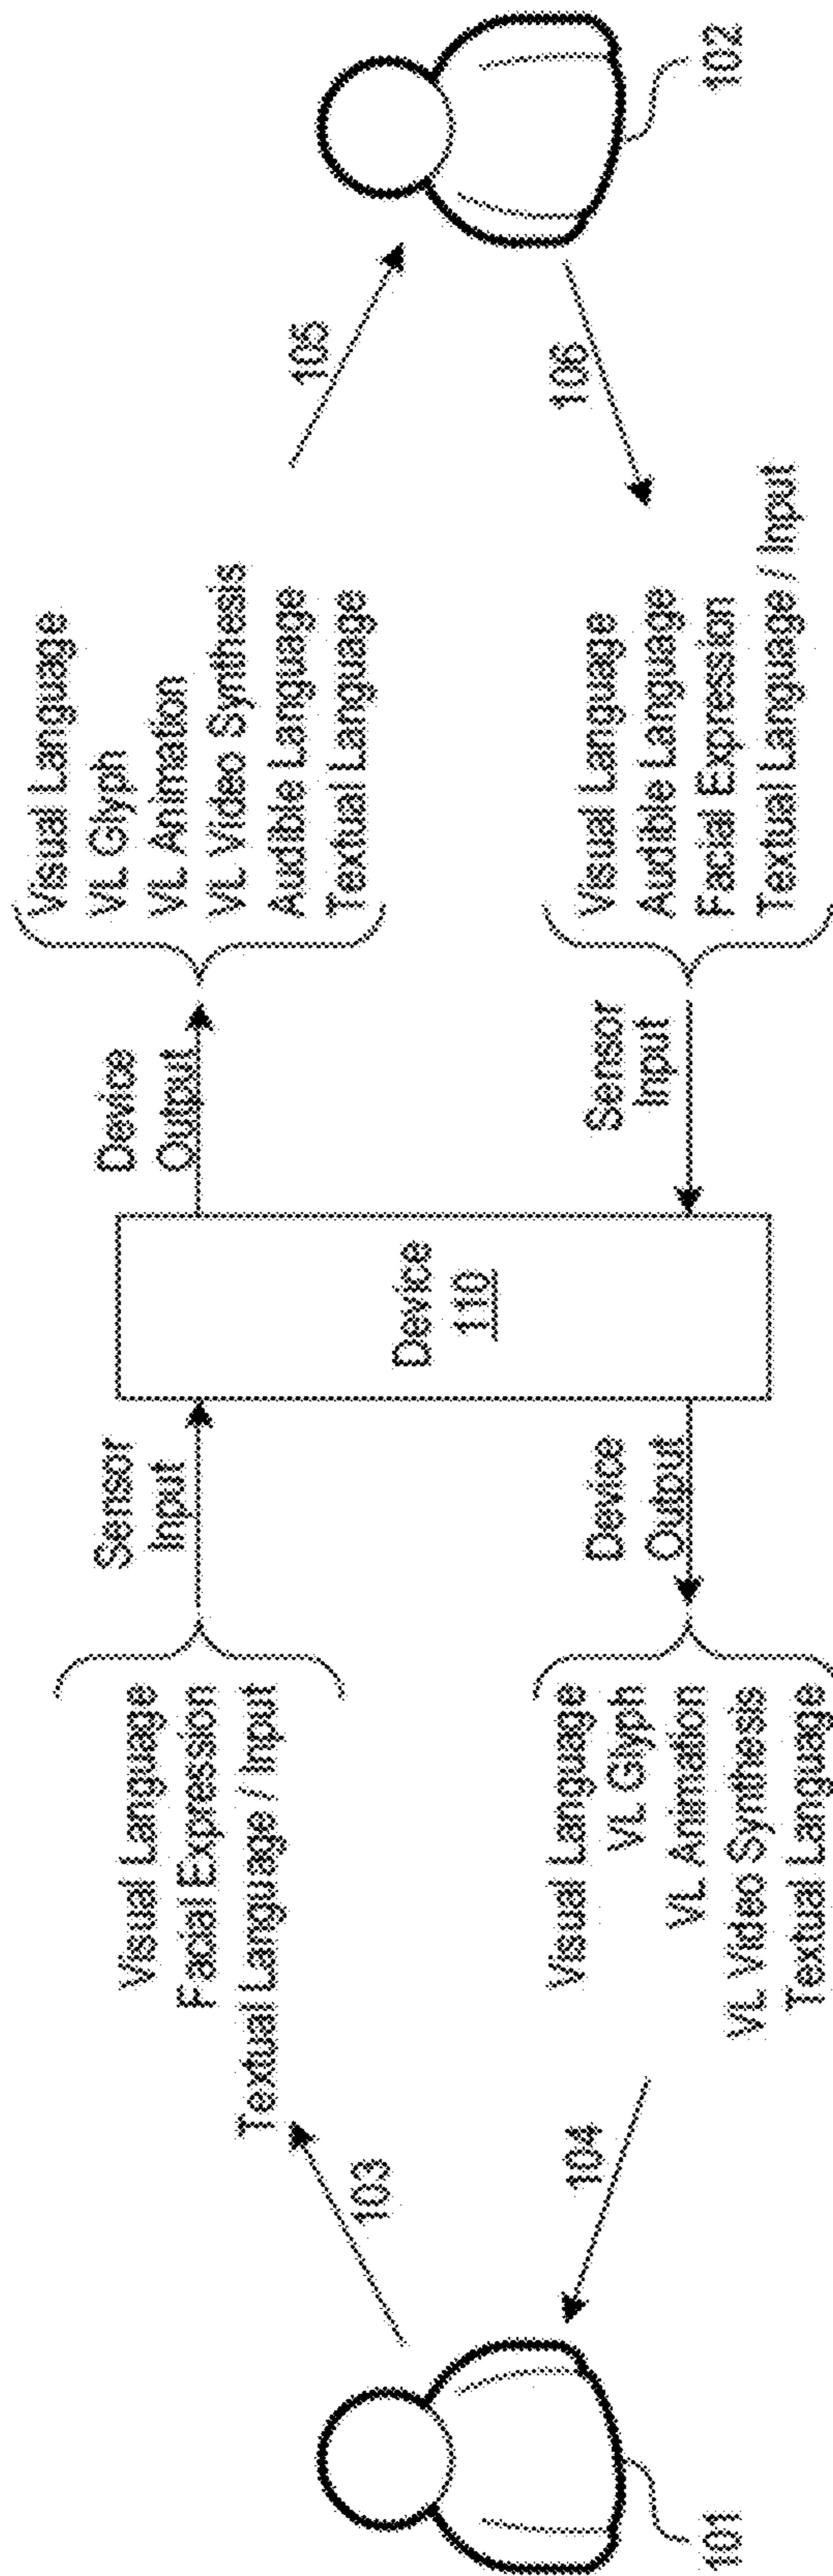 Visual Language
Facial Expression
Textual Language / Input
Sensor
Input
Device
Output
Visual Language
VL Glyph
VL Animation
VL Video Synthesis
Audible Language
Textual Language
103
105
Device
110
104
106
Visual Language
VL Glyph
VL Animation
VL Video Synthesis
Textual Language
Device
Output
Sensor
Input
Visual Language
Audible Language
Facial Expression
Textual Language / Input
101
102